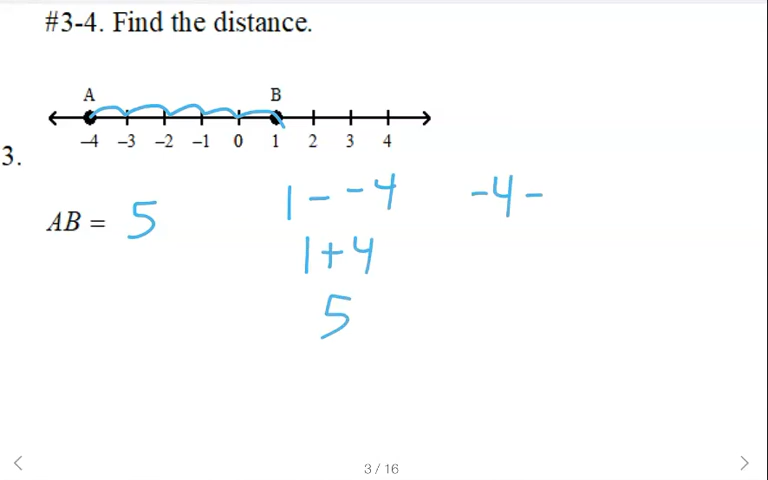 #3-4. Find the distance.
A B
-4 -3 -2 -1 0 1 2 3 4
3.
AB = 5
1 - -4
-4 -
1 + 4
5
3 / 16